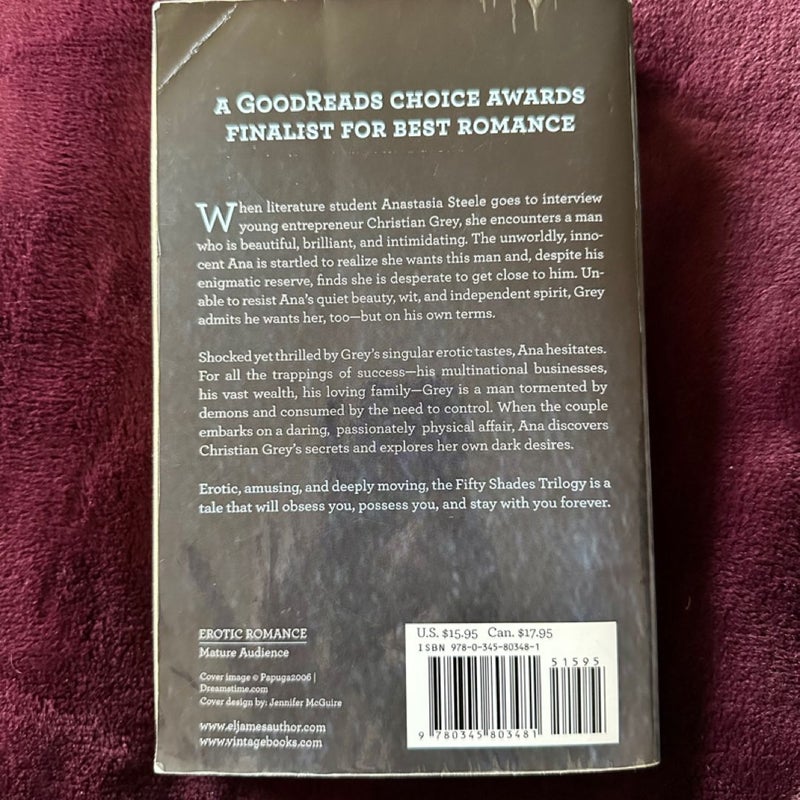 A GOODREADS CHOICE AWARDS
FINALIST FOR BEST ROMANCE
When literature student Anastasia Steele goes to interview
young entrepreneur Christian Grey, she encounters a man
who is beautiful, brilliant, and intimidating. The unworldly, inno-
cent Ana is startled to realize she wants this man and, despite his
enigmatic reserve, finds she is desperate to get close to him. Un-
able to resist Ana's quiet beauty, wit, and independent spirit, Grey
admits he wants her, too—but on his own terms.
Shocked yet thrilled by Grey's singular erotic tastes, Ana hesitates.
For all the trappings of success—his multinational businesses,
his vast wealth, his loving family—Grey is a man tormented by
demons and consumed by the need to control. When the couple
embarks on a daring, passionately physical affair, Ana discovers
Christian Grey's secrets and explores her own dark desires.
Erotic, amusing, and deeply moving, the Fifty Shades Trilogy is a
tale that will obsess you, possess you, and stay with you forever.
EROTIC ROMANCE
Mature Audience
Cover image © Papuga2006 |
Dreamstime.com
Cover design by: Jennifer McGuire
www.eljamesauthor.com
www.vintagebooks.com
U.S. $15.95 Can. $17.95
ISBN 978-0-345-80348-1
51595
9 780345 803481